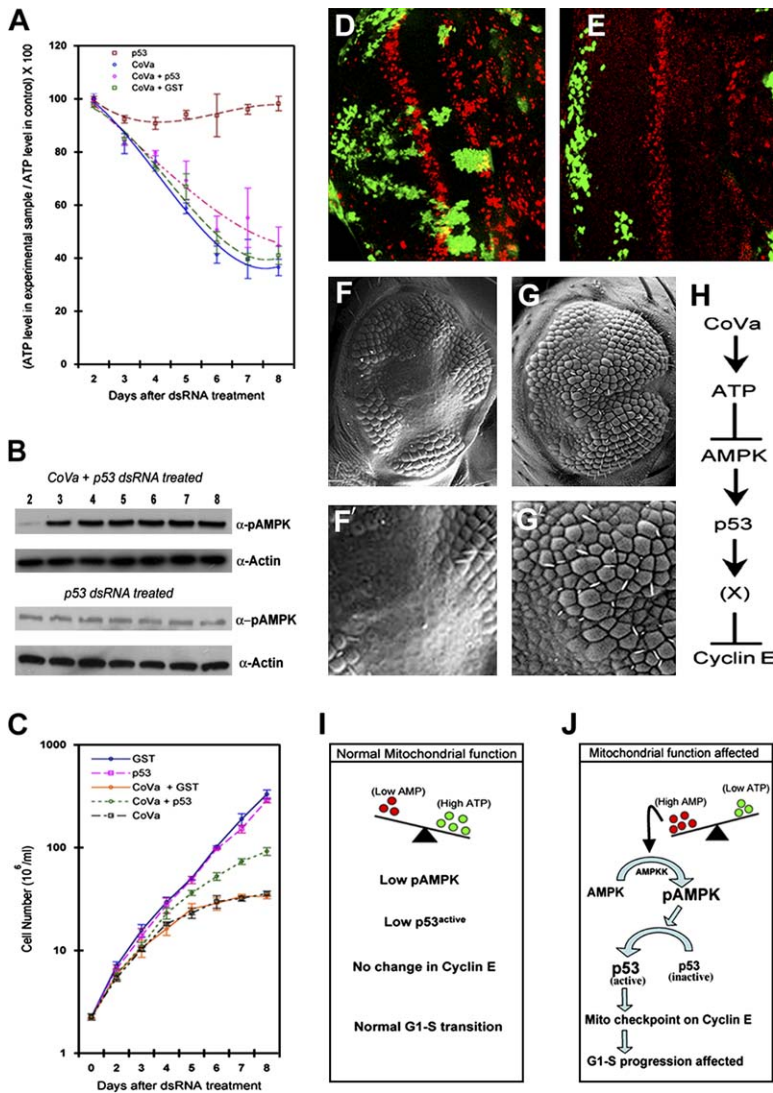 A
(ATP level in experimental sample / ATP level in control) X 100
120
100
80
60
40
20
0
p53
CoVa
CoVa + p53
CoVa + GST
2 3 4 5 6 7 8
Days after dsRNA treatment
B
CoVa + p53 dsRNA treated
2 3 4 5 6 7 8
α-pAMPK
α-Actin
p53 dsRNA treated
α-pAMPK
α-Actin
C
Cell Number (10⁶/ml)
1000
100
10
1
GST
p53
CoVa + GST
CoVa + p53
CoVa
0 2 3 4 5 6 7 8
Days after dsRNA treatment
D
E
F
G
F'
G'
H
CoVa
ATP
AMPK
p53
(X)
Cyclin E
I
Normal Mitochondrial function
(Low AMP)
(High ATP)
Low pAMPK
Low p53active
No change in Cyclin E
Normal G1-S transition
J
Mitochondrial function affected
(Low ATP)
(High AMP)
AMPKK
AMPK
pAMPK
p53
(active)
p53
(inactive)
Mito checkpoint on Cyclin E
G1-S progression affected